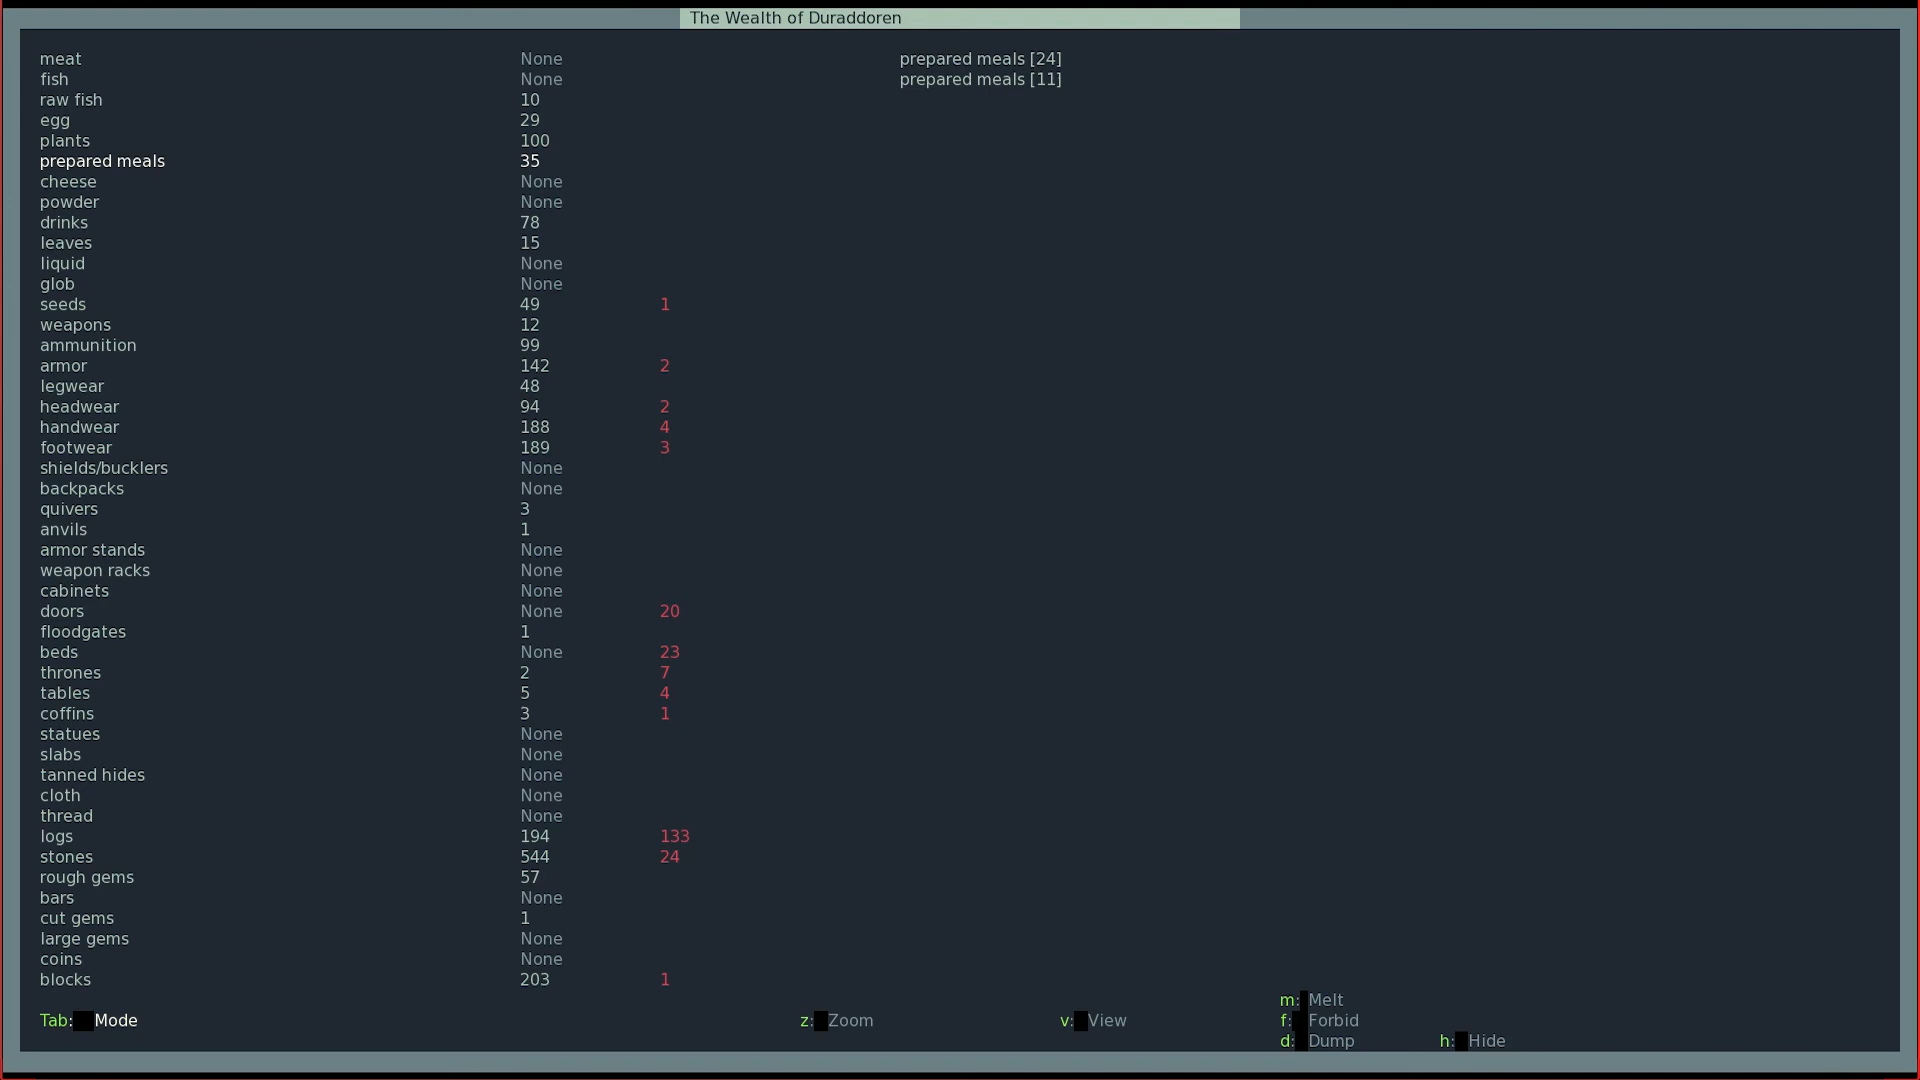 The Wealth of Duraddoren
meat None prepared meals [24]
fish None prepared meals [11]
raw fish 10
egg 29
plants 100
prepared meals 35
cheese None
powder None
drinks 78
leaves 15
liquid None
glob None
seeds 49 1
weapons 12
ammunition 99
armor 142 2
legwear 48
headwear 94 2
handwear 188 4
footwear 189 3
shields/bucklers None
backpacks None
quivers 3
anvils 1
armor stands None
weapon racks None
cabinets None
doors None 20
floodgates 1
beds None 23
thrones 2 7
tables 5 4
coffins 3 1
statues None
slabs None
tanned hides None
cloth None
thread None
logs 194 133
stones 544 24
rough gems 57
bars None
cut gems 1
large gems None
coins None
blocks 203 1
m: Melt
Tab: Mode z: Zoom v: View f: Forbid
d: Dump h: Hide